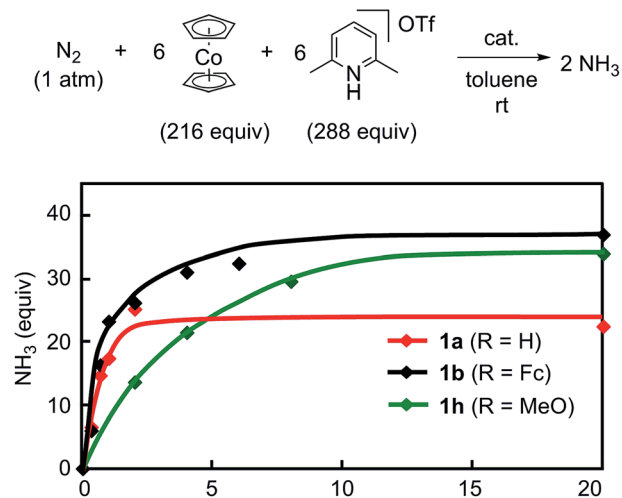 N₂ + 6 Co + 6 N H ] OTf cat. 2 NH₃
(1 atm) toluene
rt
(216 equiv) (288 equiv)
NH₃ (equiv)
40
30
20
10
0
1a (R = H)
1b (R = Fc)
1h (R = MeO)
0 5 10 15 20